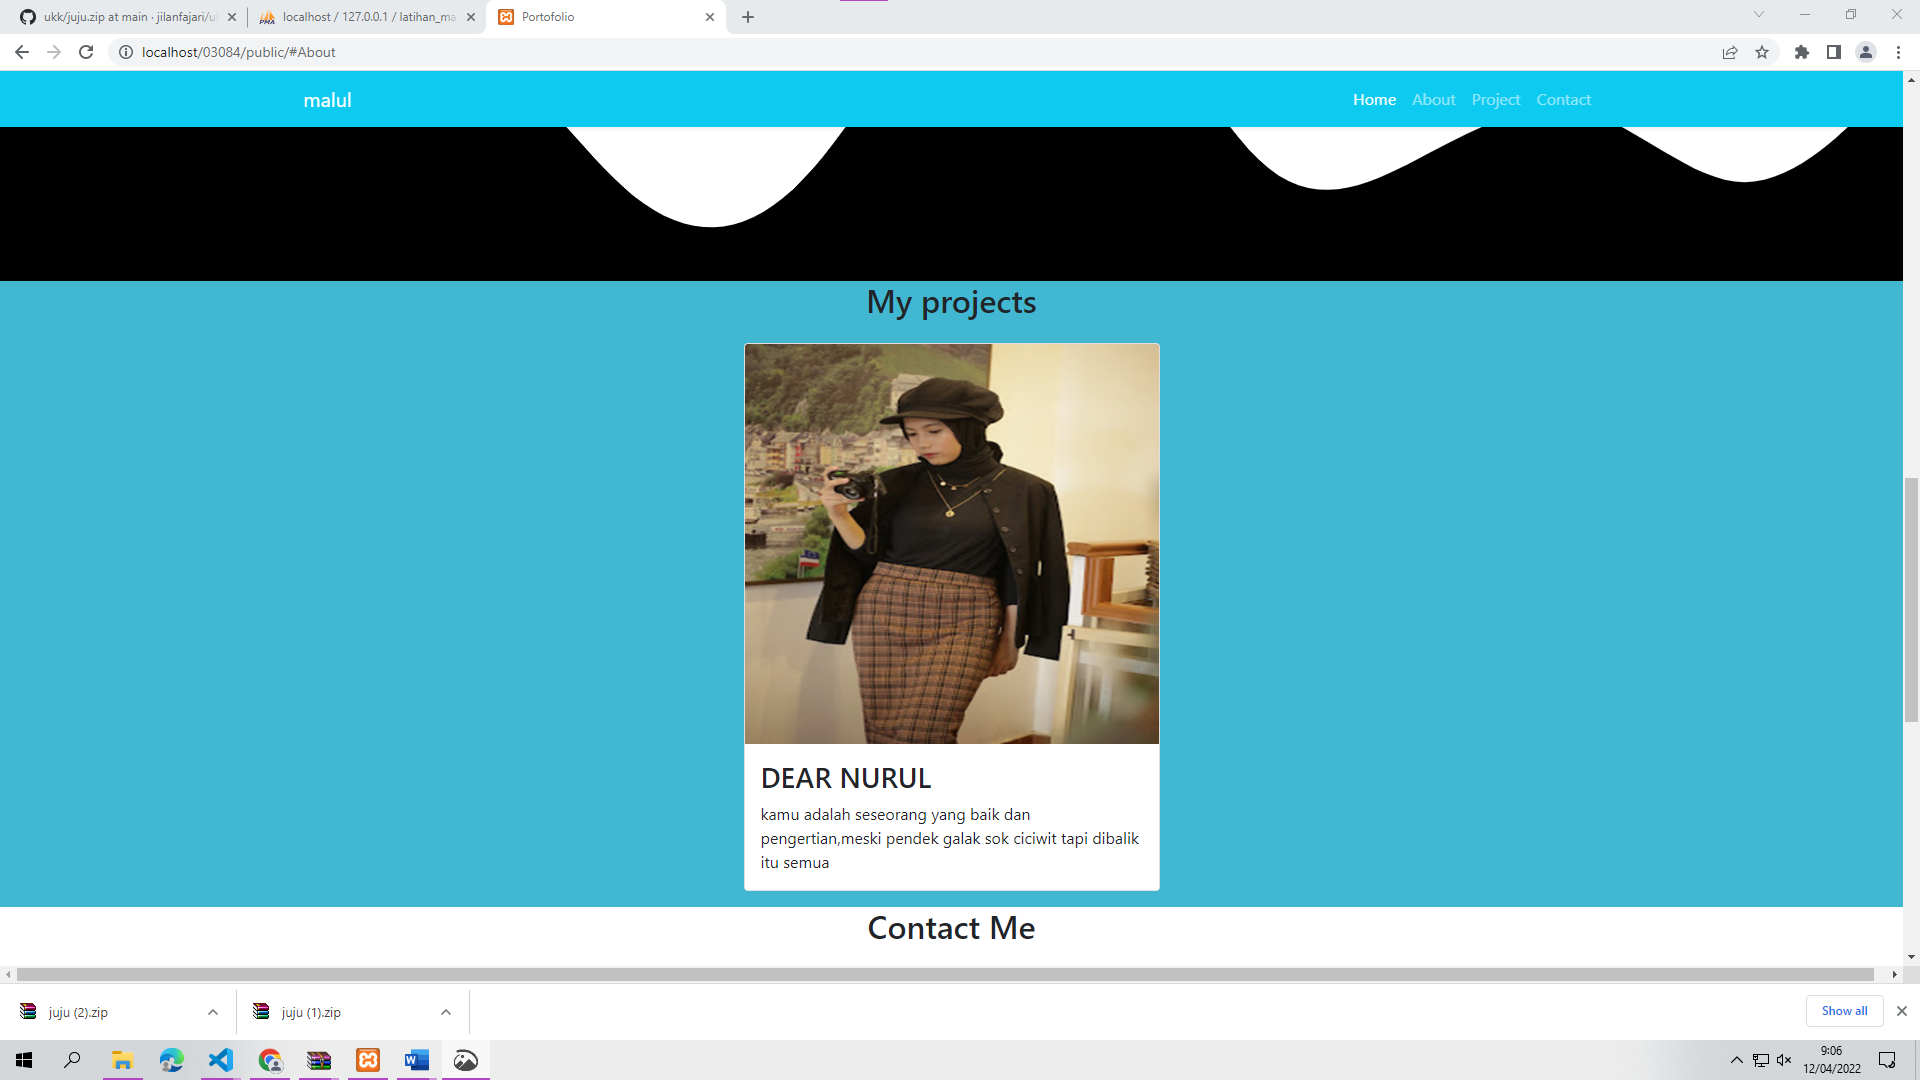 ukk/juju.zip at main · jilanfajari/u
localhost / 127.0.0.1 / latihan_ma
Portofolio
localhost/03084/public/#About
malul
Home About Project Contact
My projects
DEAR NURUL
kamu adalah seseorang yang baik dan
pengertian,meski pendek galak sok ciciwit tapi dibalik
itu semua
Contact Me
juju (2).zip
juju (1).zip
Show all
9:06
12/04/2022